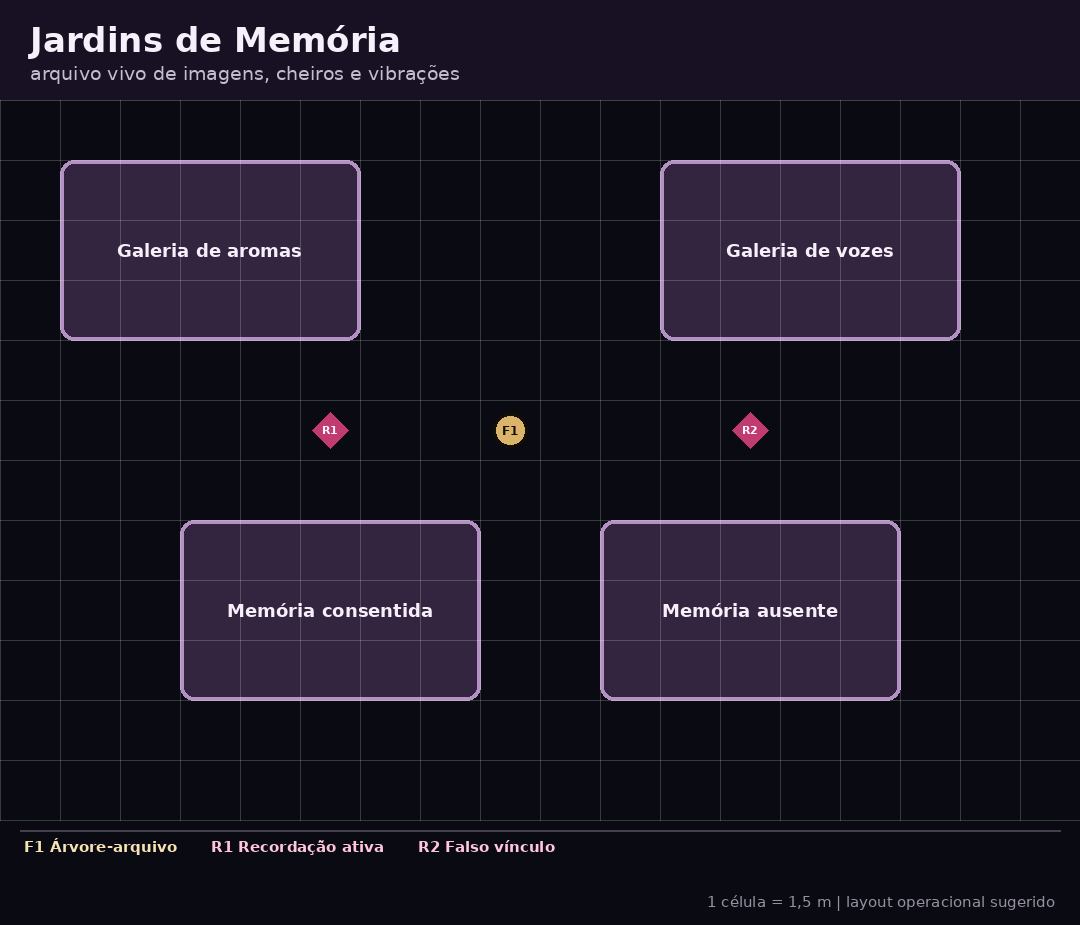 Jardins de Memória
arquivo vivo de imagens, cheiros e vibrações
Galeria de aromas
Galeria de vozes
R1
F1
R2
Memória consentida
Memória ausente
F1 Árvore-arquivo
R1 Recordação ativa
R2 Falso vínculo
1 célula = 1,5 m | layout operacional sugerido